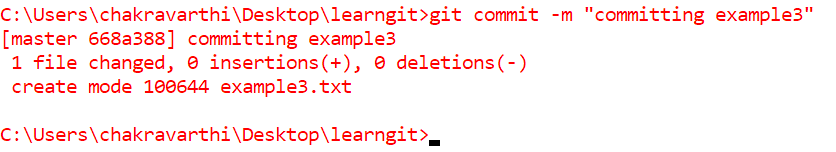 C:\Users\chakravarthi\Desktop\learngit>git commit -m "committing example3"
[master 668a388] committing example3
 1 file changed, 0 insertions(+), 0 deletions(-)
 create mode 100644 example3.txt
C:\Users\chakravarthi\Desktop\learngit>